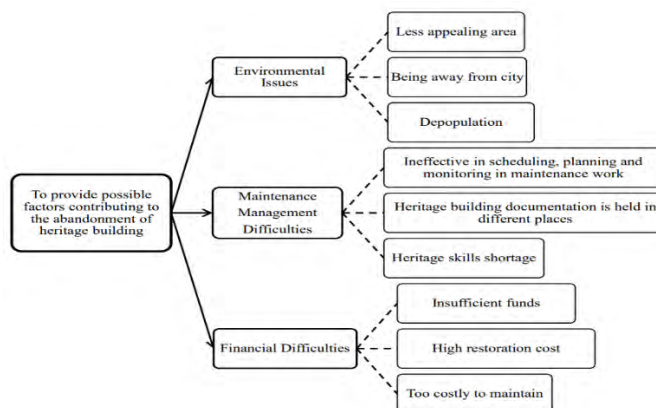 To provide possible
factors contributing to
the abandonment of
heritage building
Environmental
Issues
Less appealing area
Being away from city
Depopulation
Maintenance
Management
Difficulties
Ineffective in scheduling, planning and
monitoring in maintenance work
Heritage building documentation is held in
different places
Heritage skills shortage
Financial Difficulties
Insufficient funds
High restoration cost
Too costly to maintain